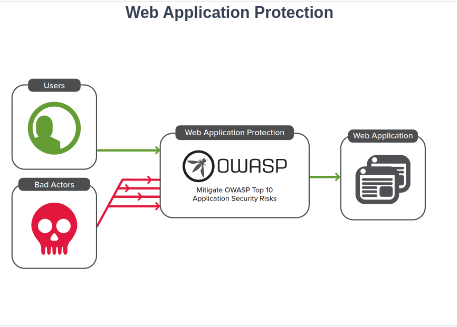 Web Application Protection
Users
Bad Actors
Web Application Protection
OWASP
Mitigate OWASP Top 10
Application Security Risks
Web Application